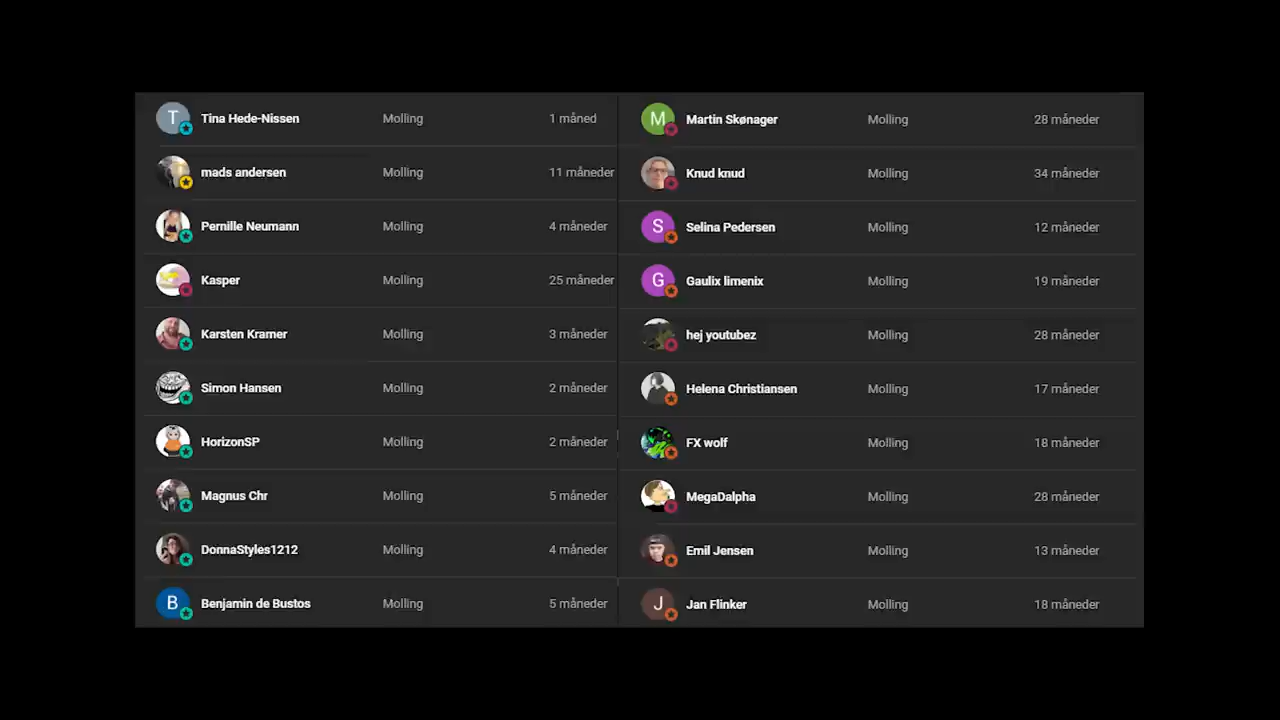 T Tina Hede-Nissen Molling 1 måned
mads andersen Molling 11 måneder
Pernille Neumann Molling 4 måneder
Kasper Molling 25 måneder
Karsten Kramer Molling 3 måneder
Simon Hansen Molling 2 måneder
HorizonSP Molling 2 måneder
Magnus Chr Molling 5 måneder
DonnaStyles1212 Molling 4 måneder
B Benjamin de Bustos Molling 5 måneder
M Martin Skønager Molling 28 måneder
Knud knud Molling 34 måneder
S Selina Pedersen Molling 12 måneder
G Gaulix limenix Molling 19 måneder
hej youtubez Molling 28 måneder
Helena Christiansen Molling 17 måneder
FX wolf Molling 18 måneder
MegaDalpha Molling 28 måneder
Emil Jensen Molling 13 måneder
J Jan Flinker Molling 18 måneder